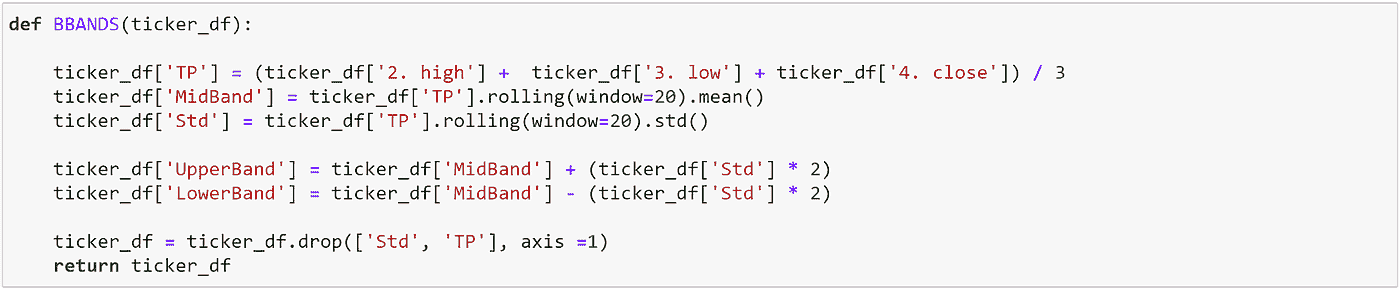 def BBANDS(ticker_df):
    ticker_df['TP'] = (ticker_df['2. high'] +  ticker_df['3. low'] + ticker_df['4. close']) / 3
    ticker_df['MidBand'] = ticker_df['TP'].rolling(window=20).mean()
    ticker_df['Std'] = ticker_df['TP'].rolling(window=20).std()
    ticker_df['UpperBand'] = ticker_df['MidBand'] + (ticker_df['Std'] * 2)
    ticker_df['LowerBand'] = ticker_df['MidBand'] - (ticker_df['Std'] * 2)
    ticker_df = ticker_df.drop(['Std', 'TP'], axis =1)
    return ticker_df